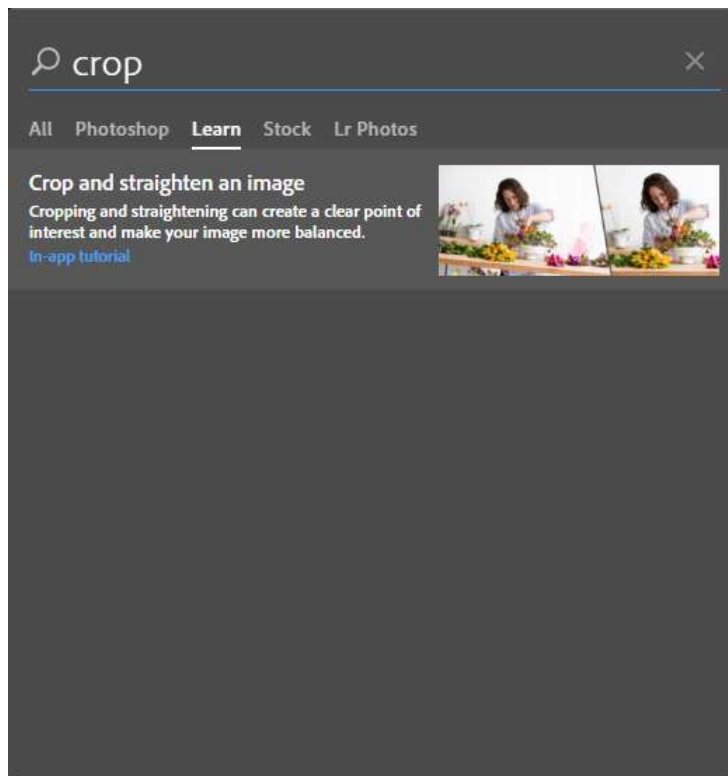 crop
All Photoshop Learn Stock Lr Photos
Crop and straighten an image
Cropping and straightening can create a clear point of
interest and make your image more balanced.
In-app tutorial